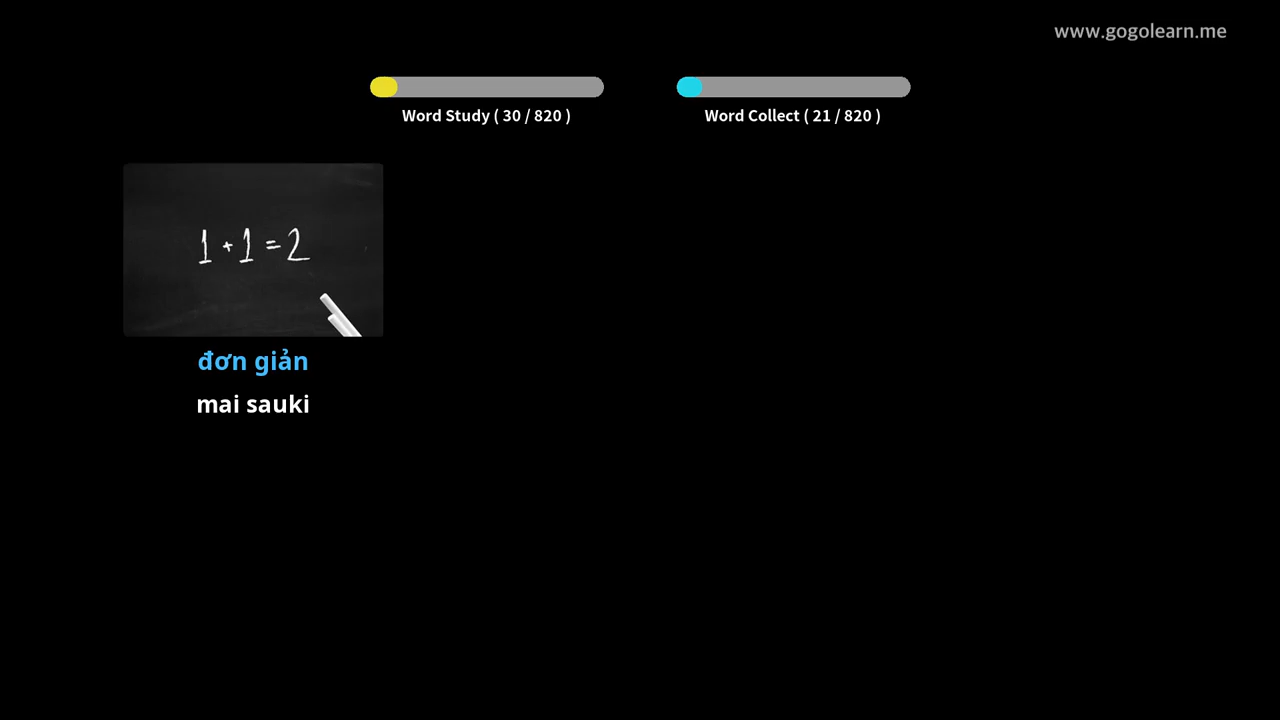 www.gogolearn.me
Word Study ( 30 / 820 )
Word Collect ( 21 / 820 )
1 + 1 = 2
đơn giản
mai sauki